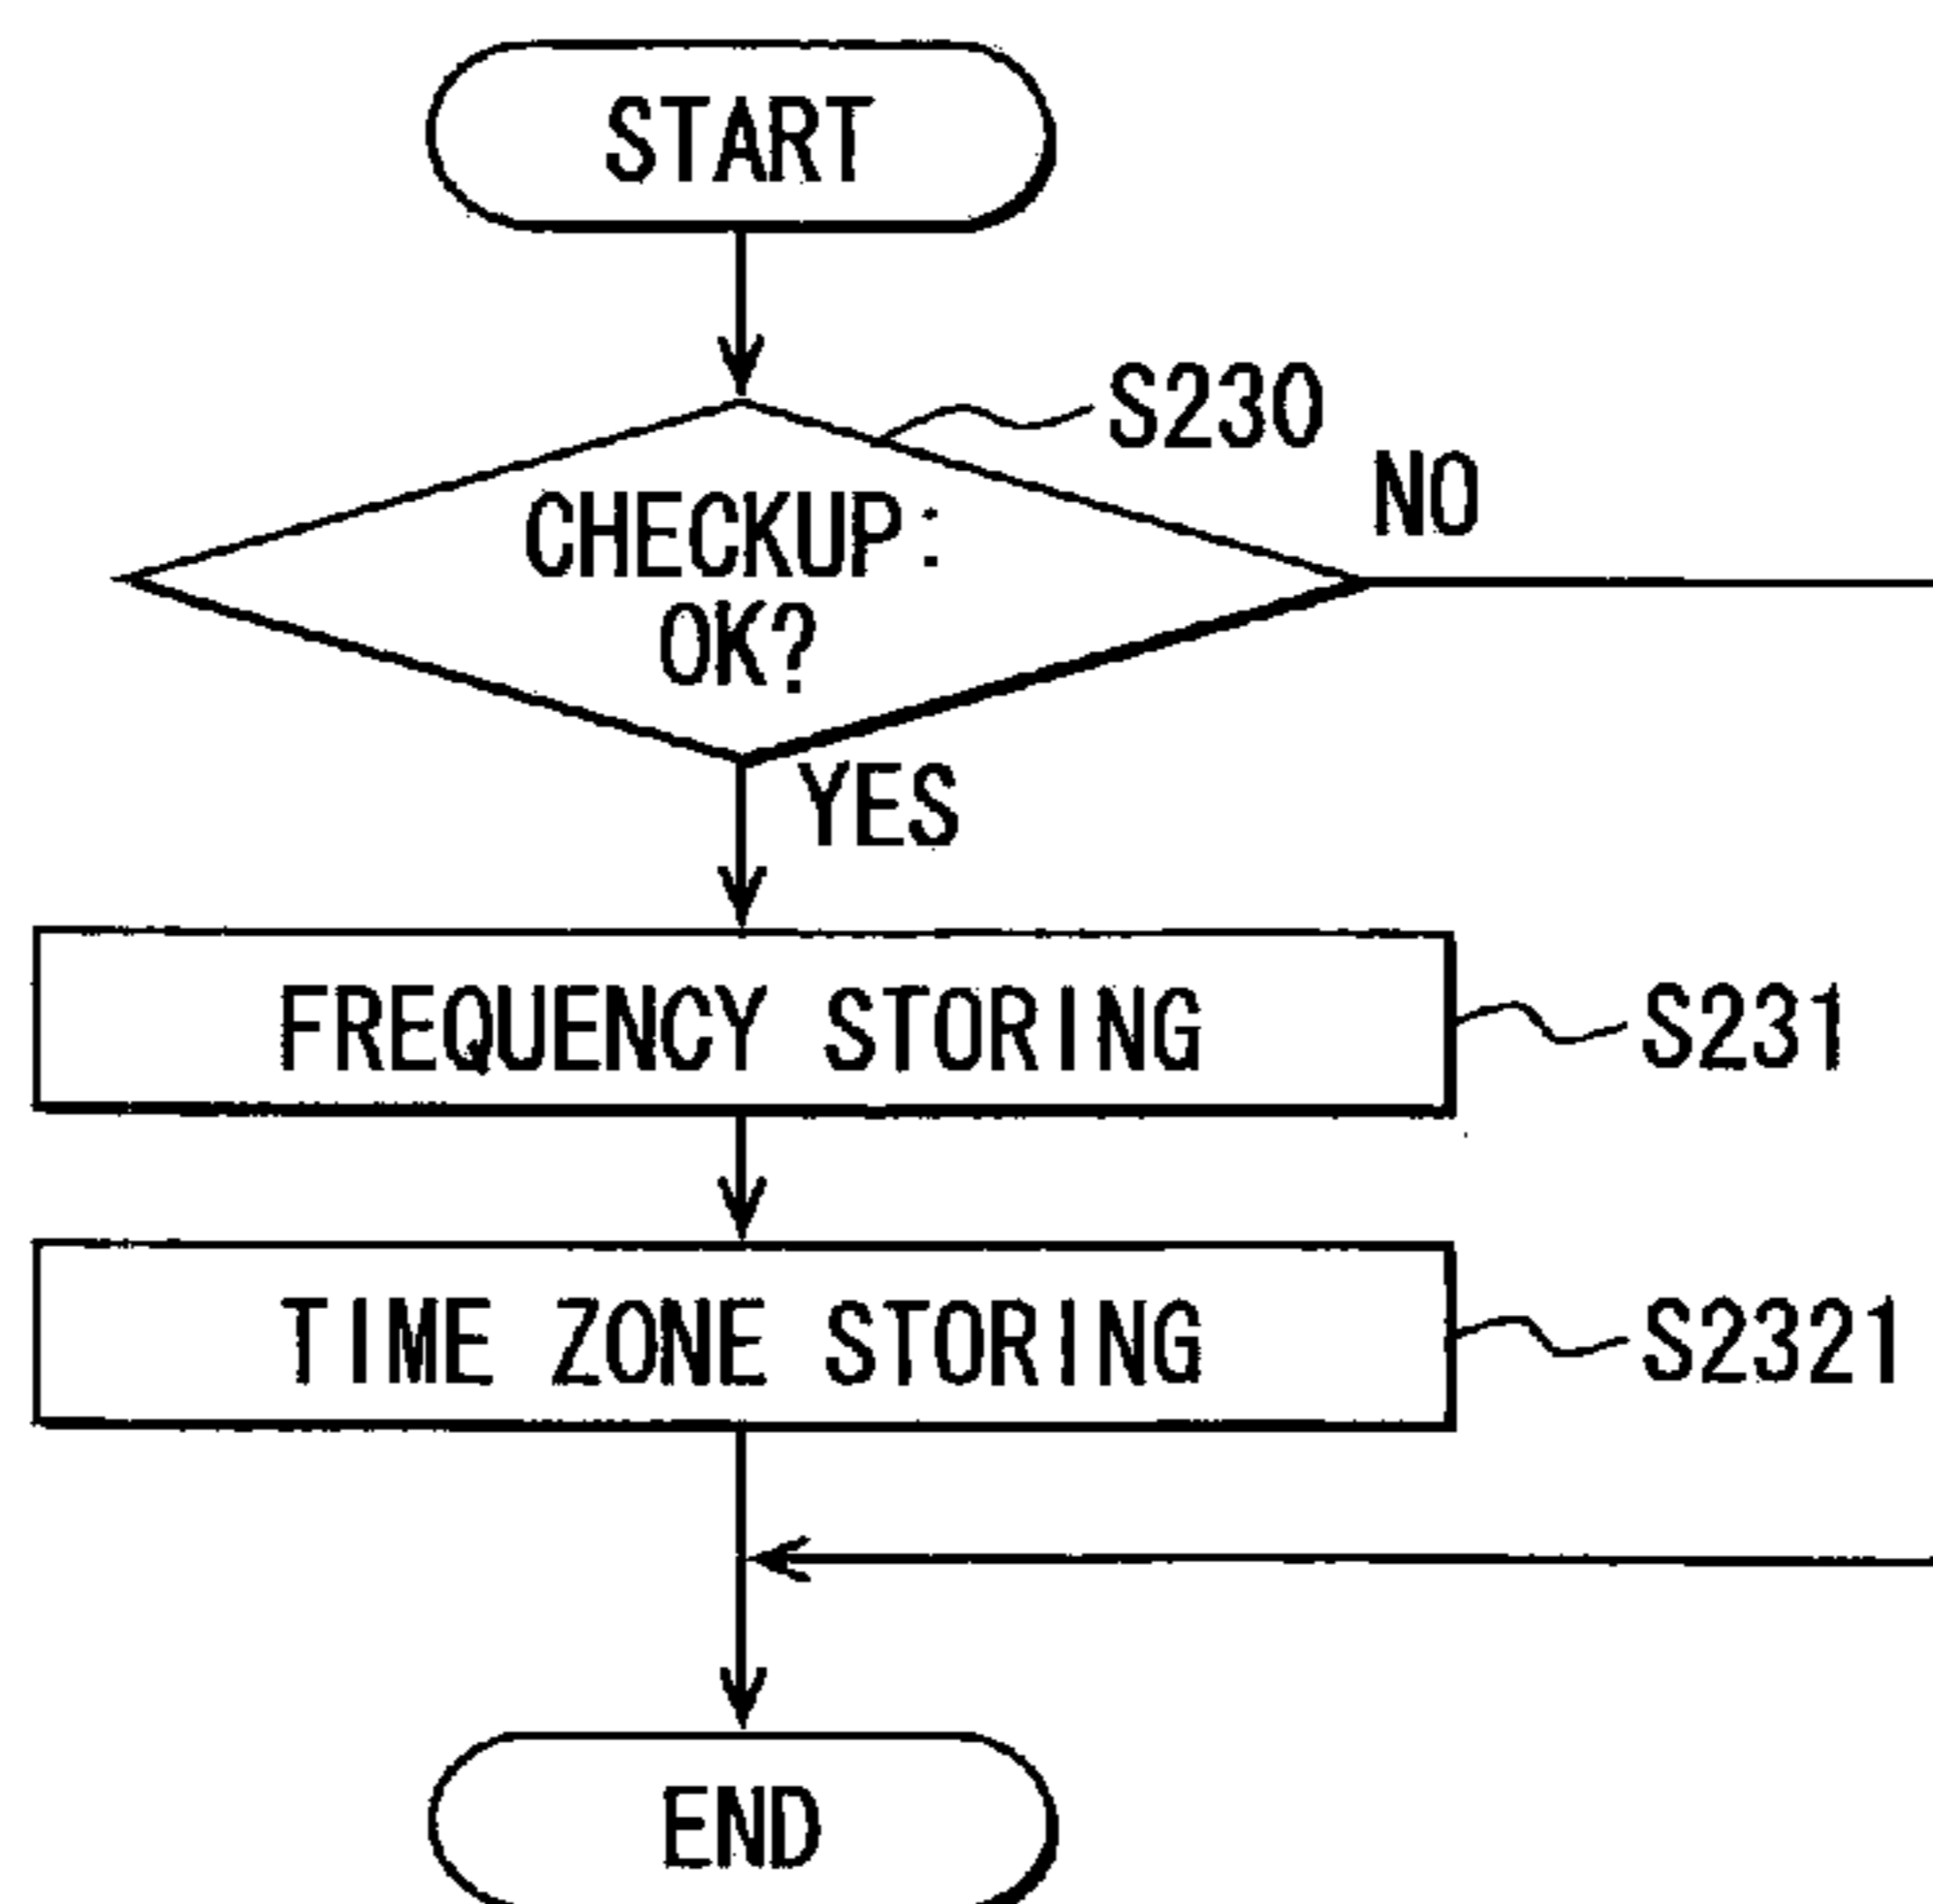 START
S230
NO
CHECKUP:
OK?
YES
FREQUENCY STORING
S231
TIME ZONE STORING
S2321
END